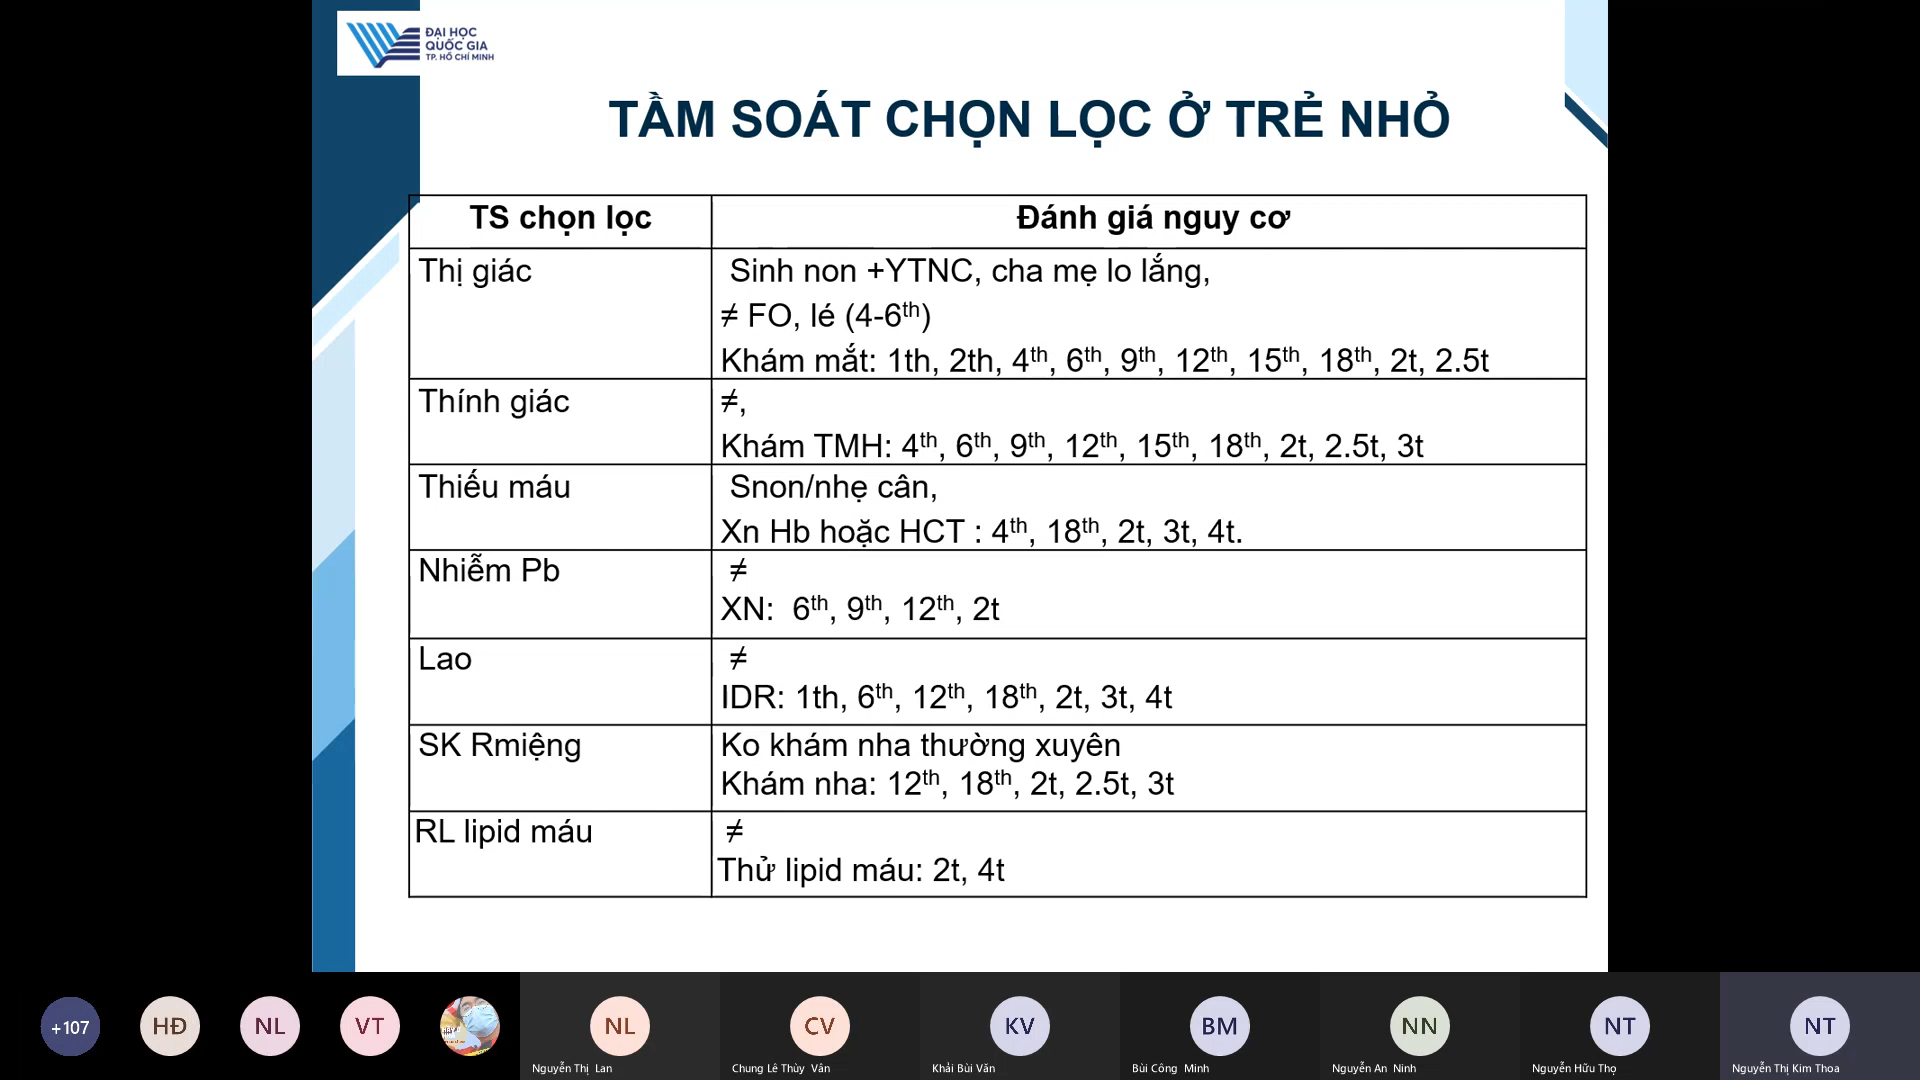 ĐẠI HỌC
QUỐC GIA
TP. HỒ CHÍ MINH
TẦM SOÁT CHỌN LỌC Ở TRẺ NHỎ
TS chọn lọc
Đánh giá nguy cơ
Thị giác
Sinh non +YTNC, cha mẹ lo lắng,
≠ FO, lé (4-6th)
Khám mắt: 1th, 2th, 4th, 6th, 9th, 12th, 15th, 18th, 2t, 2.5t
Thính giác
≠,
Khám TMH: 4th, 6th, 9th, 12th, 15th, 18th, 2t, 2.5t, 3t
Thiếu máu
Snon/nhẹ cân,
Xn Hb hoặc HCT : 4th, 18th, 2t, 3t, 4t.
Nhiễm Pb
≠
XN: 6th, 9th, 12th, 2t
Lao
≠
IDR: 1th, 6th, 12th, 18th, 2t, 3t, 4t
SK Rmiệng
Ko khám nha thường xuyên
Khám nha: 12th, 18th, 2t, 2.5t, 3t
RL lipid máu
≠
Thử lipid máu: 2t, 4t
+107
HĐ
NL
VT
NL
CV
KV
BM
NN
NT
NT
Nguyễn Thị Lan
Chung Lê Thùy Vân
Khải Bùi Văn
Bùi Công Minh
Nguyễn An Ninh
Nguyễn Hữu Thọ
Nguyễn Thị Kim Thoa